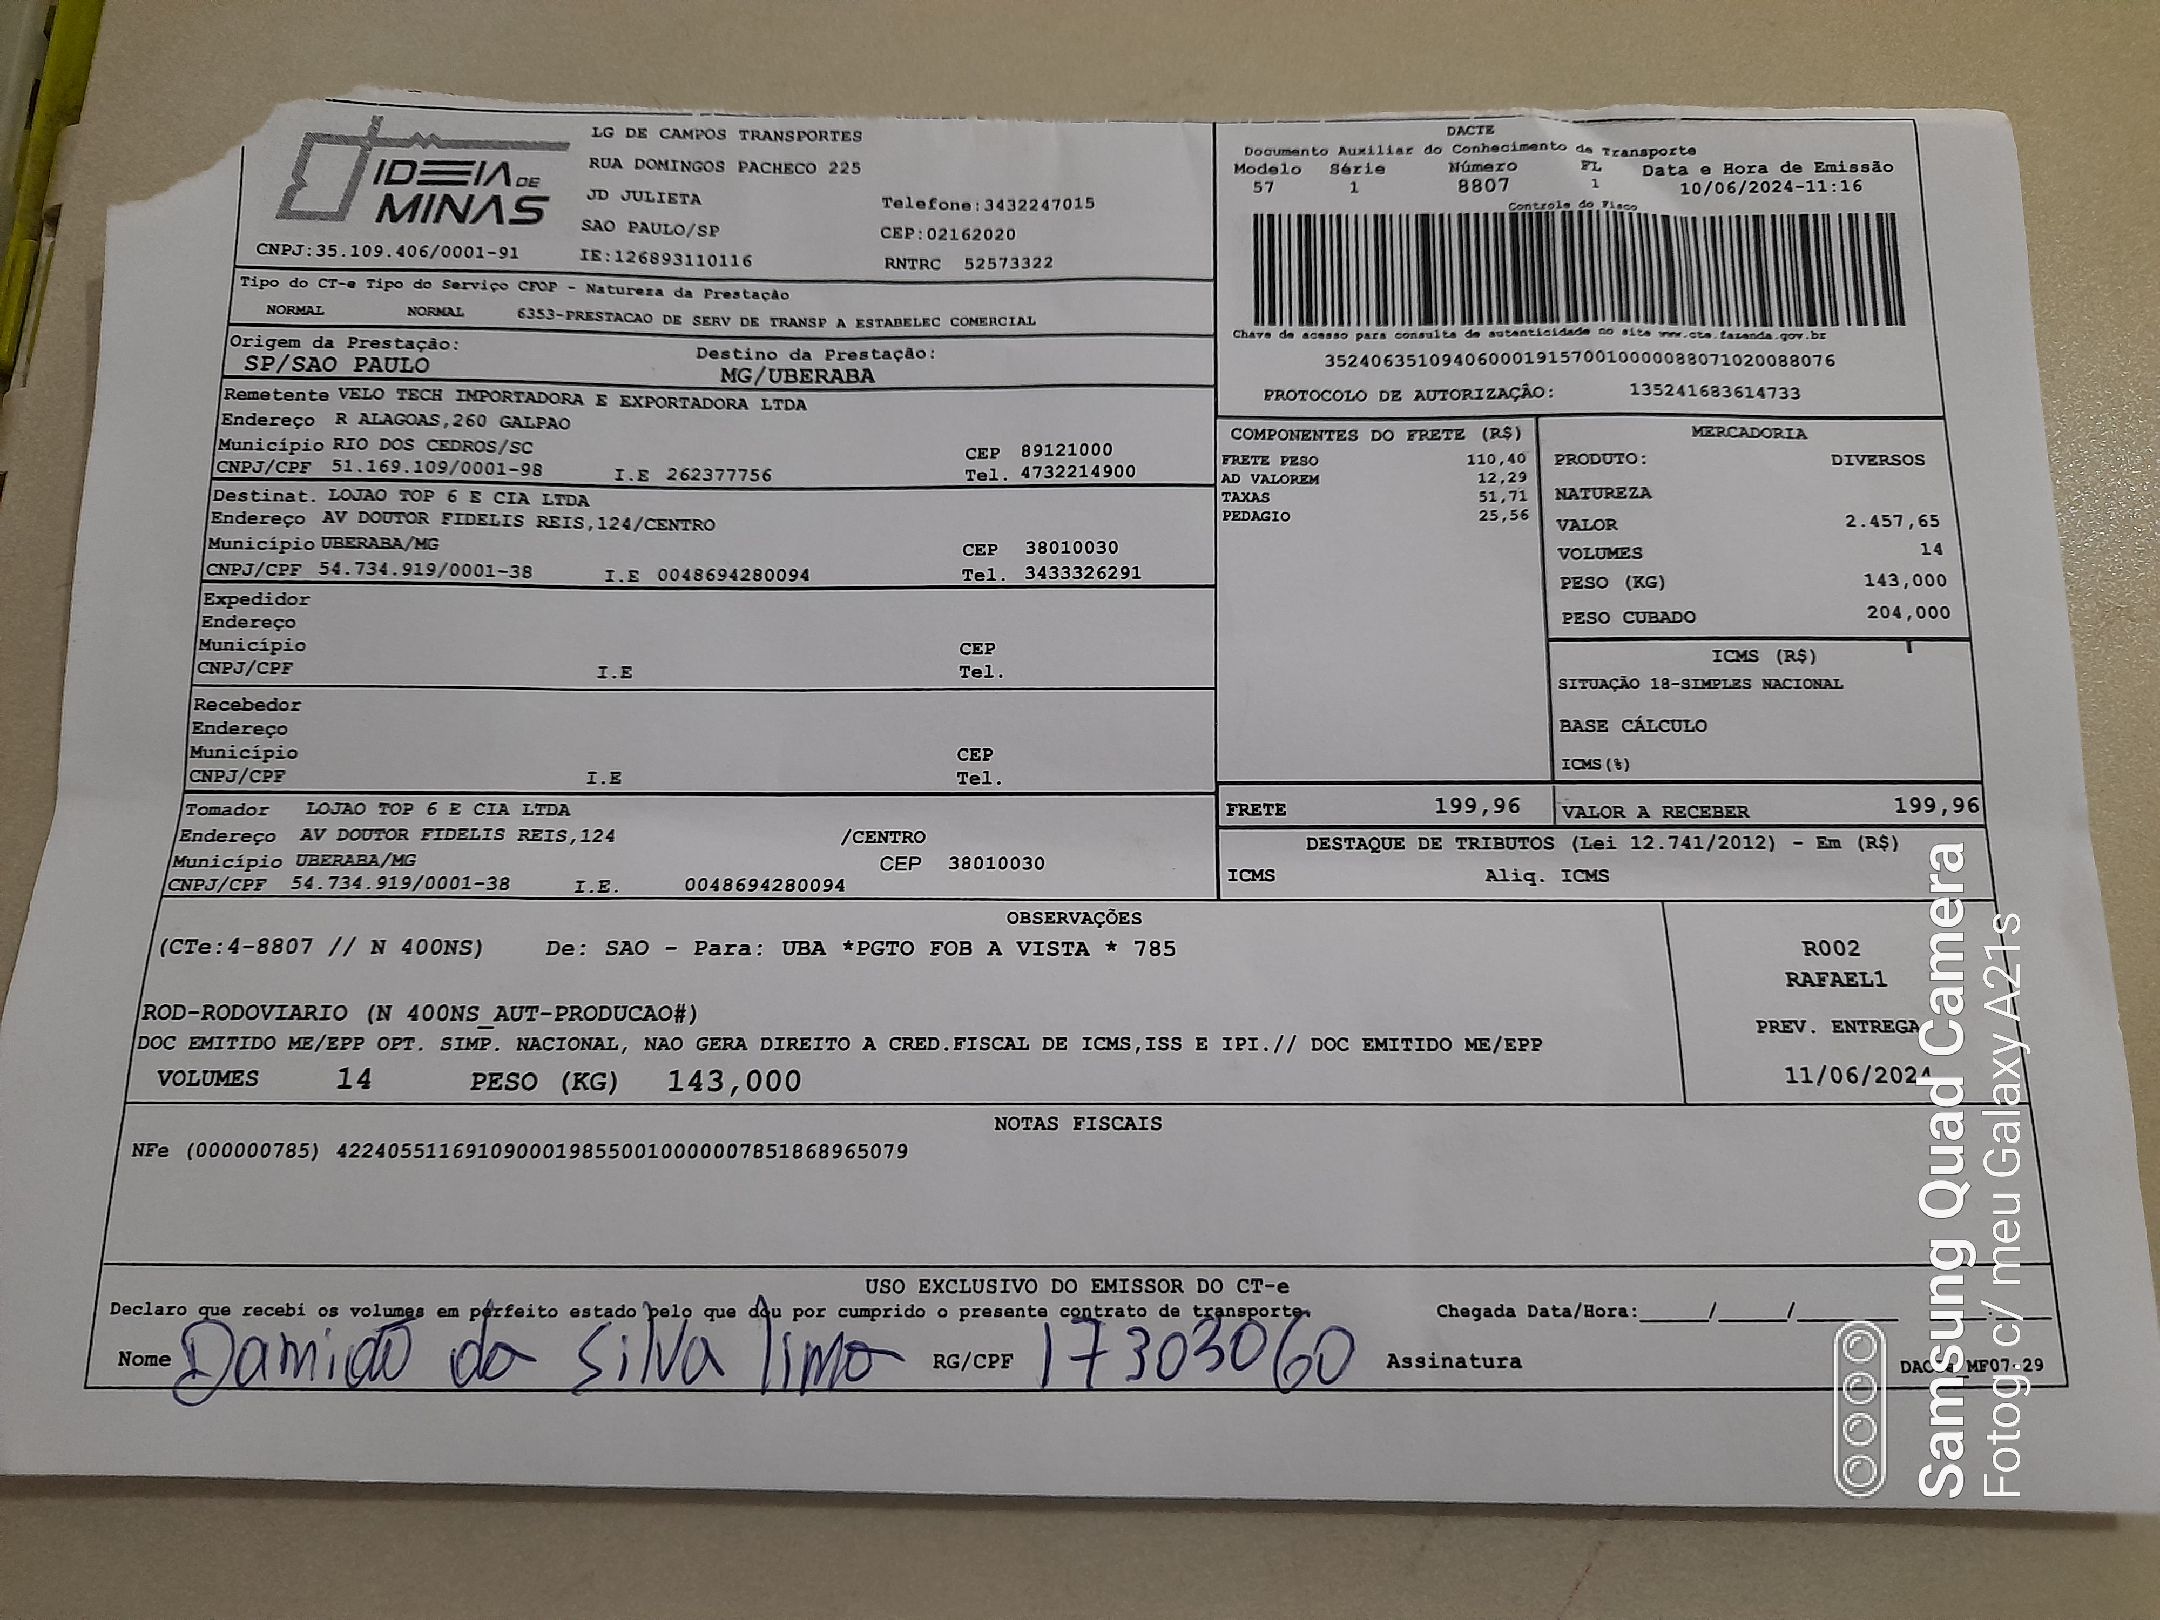 IDEIA DE MINAS
CNPJ:35.109.406/0001-91
LG DE CAMPOS TRANSPORTES
RUA DOMINGOS PACHECO 225
JD JULIETA
SAO PAULO/SP
IE:126893110116
Telefone:3432247015
CEP:02162020
RNTRC 52573322
DACTE
Documento Auxiliar do Conhecimento de Transporte
Modelo Série Número FL Data e Hora de Emissão
57 1 8807 1 10/06/2024-11:16
Controle do Fisco
Chave de acesso para consulta de autenticidade no site www.cte.fazenda.gov.br
35240635109406000191570010000088071020088076
PROTOCOLO DE AUTORIZAÇÃO: 135241683614733
Tipo do CT-e Tipo do Serviço CFOP - Natureza da Prestação
NORMAL NORMAL 6353-PRESTACAO DE SERV DE TRANSP A ESTABELEC COMERCIAL
Origem da Prestação: Destino da Prestação:
SP/SAO PAULO MG/UBERABA
Remetente VELO TECH IMPORTADORA E EXPORTADORA LTDA
Endereço R ALAGOAS,260 GALPAO
Município RIO DOS CEDROS/SC CEP 89121000
CNPJ/CPF 51.169.109/0001-98 I.E 262377756 Tel. 4732214900
Destinat. LOJAO TOP 6 E CIA LTDA
Endereço AV DOUTOR FIDELIS REIS,124/CENTRO
Município UBERABA/MG CEP 38010030
CNPJ/CPF 54.734.919/0001-38 I.E 0048694280094 Tel. 3433326291
Expedidor
Endereço
Município CEP
CNPJ/CPF I.E Tel.
Recebedor
Endereço
Município CEP
CNPJ/CPF I.E Tel.
Tomador LOJAO TOP 6 E CIA LTDA
Endereço AV DOUTOR FIDELIS REIS,124 /CENTRO
Município UBERABA/MG CEP 38010030
CNPJ/CPF 54.734.919/0001-38 I.E. 0048694280094
COMPONENTES DO FRETE (R$)
FRETE PESO 110,40
AD VALOREM 12,29
TAXAS 51,71
PEDAGIO 25,56
MERCADORIA
PRODUTO: DIVERSOS
NATUREZA
VALOR 2.457,65
VOLUMES 14
PESO (KG) 143,000
PESO CUBADO 204,000
ICMS (R$)
SITUAÇÃO 18-SIMPLES NACIONAL
BASE CÁLCULO
ICMS(%)
FRETE 199,96 VALOR A RECEBER 199,96
DESTAQUE DE TRIBUTOS (Lei 12.741/2012) - Em (R$)
ICMS Aliq. ICMS
OBSERVAÇÕES
(CTe:4-8807 // N 400NS) De: SAO - Para: UBA *PGTO FOB A VISTA * 785
ROD-RODOVIARIO (N 400NS_AUT-PRODUCAO#)
DOC EMITIDO ME/EPP OPT. SIMP. NACIONAL, NAO GERA DIREITO A CRED.FISCAL DE ICMS,ISS E IPI.// DOC EMITIDO ME/EPP
VOLUMES 14 PESO (KG) 143,000
R002
RAFAEL1
PREV. ENTREGA
11/06/2024
NOTAS FISCAIS
NFe (000000785) 42240551169109000198550010000007851868965079
USO EXCLUSIVO DO EMISSOR DO CT-e
Declaro que recebi os volumes em perfeito estado pelo que dou por cumprido o presente contrato de transporte. Chegada Data/Hora:_____/_____/_____
Nome Damião da Silva lima RG/CPF 17303060 Assinatura
MF07-29
Samsung Quad Camera
Fotog c/ meu Galaxy A21s